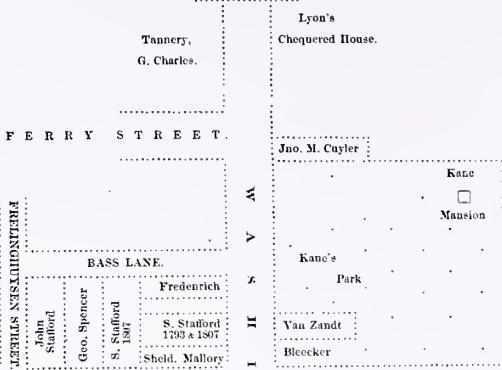 Lyon's
Chequered House.
Tannery,
G. Charles.
FERRY STREET.
Jno. M. Cuyler
Kane
Mansion
FRELINGHUYSEN STREET
WASHI
BASS LANE.
Kane's
Park
John
Stafford
Geo. Spencer
S. Stafford
1807
Fredenrich
S. Stafford
1793 & 1807
Sheld. Mallory
Van Zandt
Bleecker